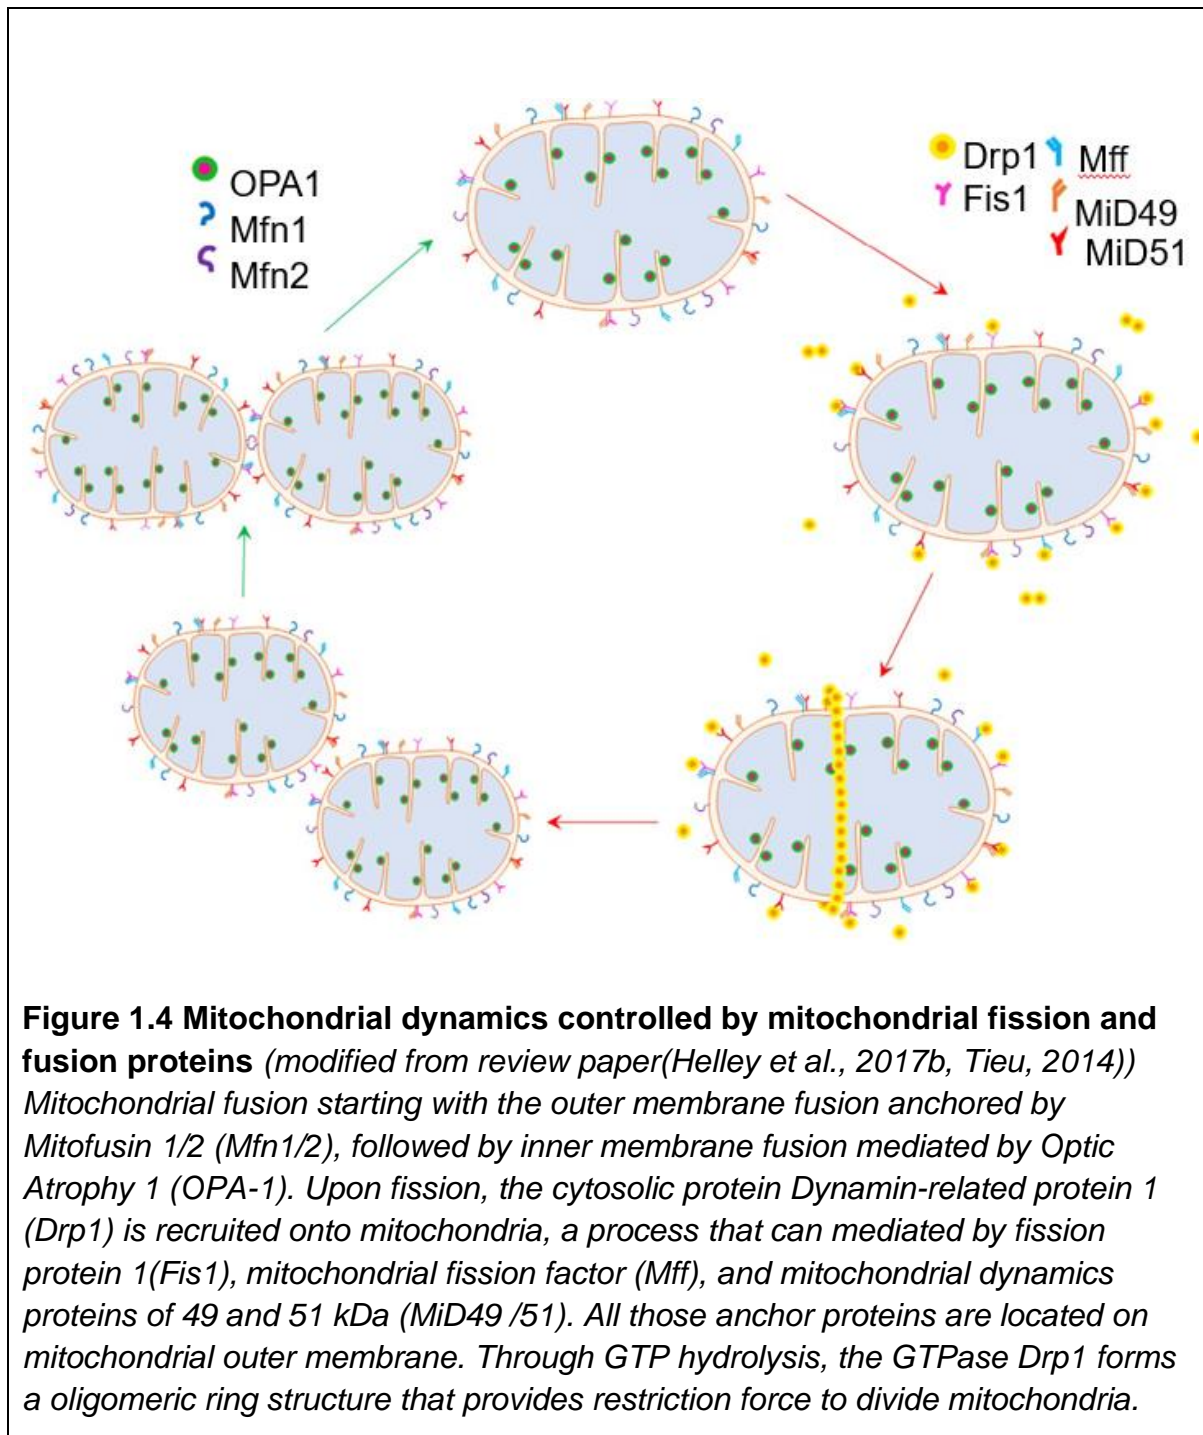 OPA1
Mfn1
Mfn2
Drp1 Mff
Fis1
MiD49
MiD51
Figure 1.4 Mitochondrial dynamics controlled by mitochondrial fission and
fusion proteins (modified from review paper(Helley et al., 2017b, Tieu, 2014))
Mitochondrial fusion starting with the outer membrane fusion anchored by
Mitofusin 1/2 (Mfn1/2), followed by inner membrane fusion mediated by Optic
Atrophy 1 (OPA-1). Upon fission, the cytosolic protein Dynamin-related protein 1
(Drp1) is recruited onto mitochondria, a process that can mediated by fission
protein 1(Fis1), mitochondrial fission factor (Mff), and mitochondrial dynamics
proteins of 49 and 51 kDa (MiD49 /51). All those anchor proteins are located on
mitochondrial outer membrane. Through GTP hydrolysis, the GTPase Drp1 forms
a oligomeric ring structure that provides restriction force to divide mitochondria.